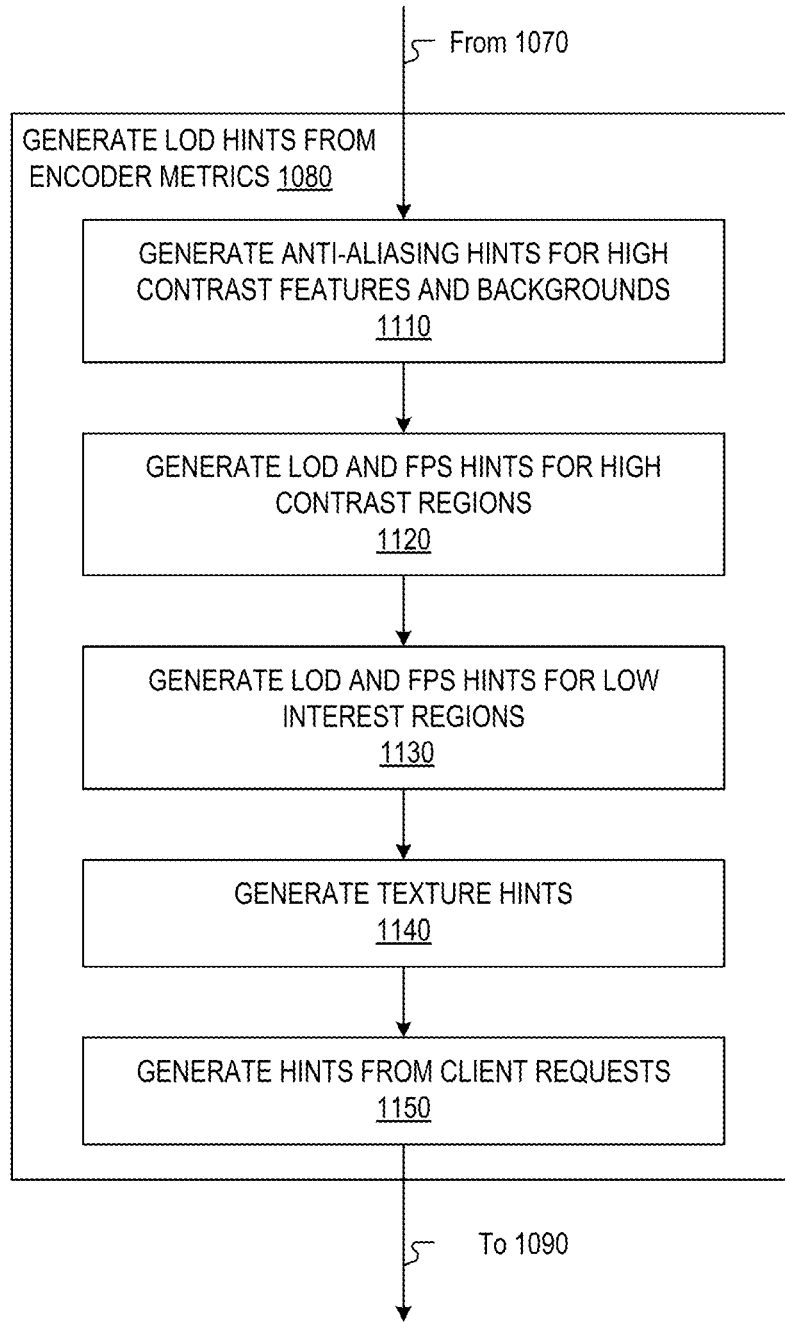 From 1070
GENERATE LOD HINTS FROM
ENCODER METRICS 1080
GENERATE ANTI-ALIASING HINTS FOR HIGH
CONTRAST FEATURES AND BACKGROUNDS
1110
GENERATE LOD AND FPS HINTS FOR HIGH
CONTRAST REGIONS
1120
GENERATE LOD AND FPS HINTS FOR LOW
INTEREST REGIONS
1130
GENERATE TEXTURE HINTS
1140
GENERATE HINTS FROM CLIENT REQUESTS
1150
To 1090